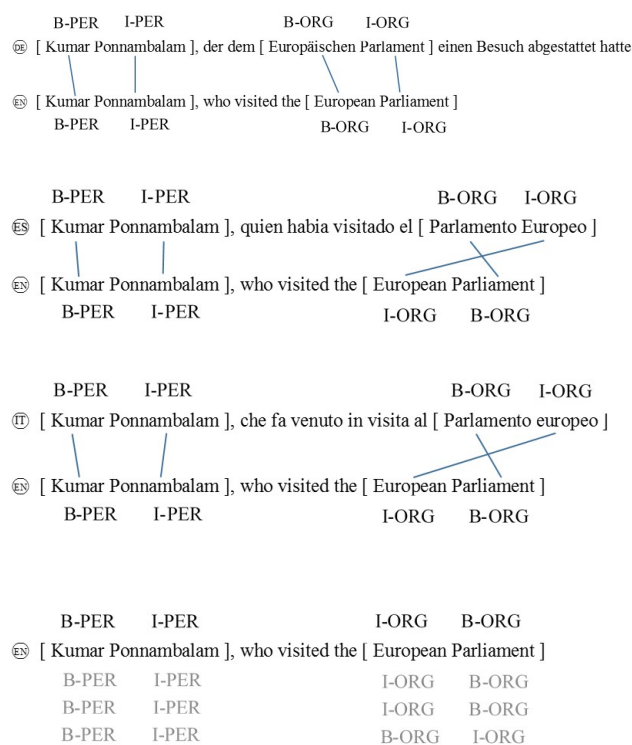 B-PER I-PER B-ORG I-ORG
DE [ Kumar Ponnambalam ], der dem [ Europäischen Parlament ] einen Besuch abgestattet hatte
EN [ Kumar Ponnambalam ], who visited the [ European Parliament ]
B-PER I-PER B-ORG I-ORG
B-PER I-PER B-ORG I-ORG
ES [ Kumar Ponnambalam ], quien habia visitado el [ Parlamento Europeo ]
EN [ Kumar Ponnambalam ], who visited the [ European Parliament ]
B-PER I-PER I-ORG B-ORG
B-PER I-PER B-ORG I-ORG
IT [ Kumar Ponnambalam ], che fa venuto in visita al [ Parlamento europeo ]
EN [ Kumar Ponnambalam ], who visited the [ European Parliament ]
B-PER I-PER I-ORG B-ORG
B-PER I-PER I-ORG B-ORG
EN [ Kumar Ponnambalam ], who visited the [ European Parliament ]
B-PER I-PER I-ORG B-ORG
B-PER I-PER I-ORG B-ORG
B-PER I-PER B-ORG I-ORG